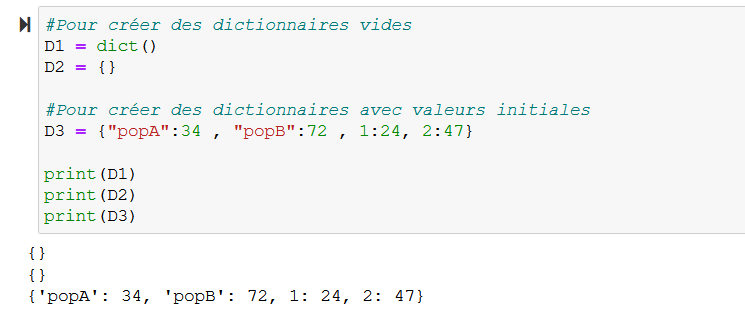 #Pour créer des dictionnaires vides
D1 = dict()
D2 = {}
#Pour créer des dictionnaires avec valeurs initiales
D3 = {"popA":34 , "popB":72 , 1:24, 2:47}
print(D1)
print(D2)
print(D3)
{}
{}
{'popA': 34, 'popB': 72, 1: 24, 2: 47}